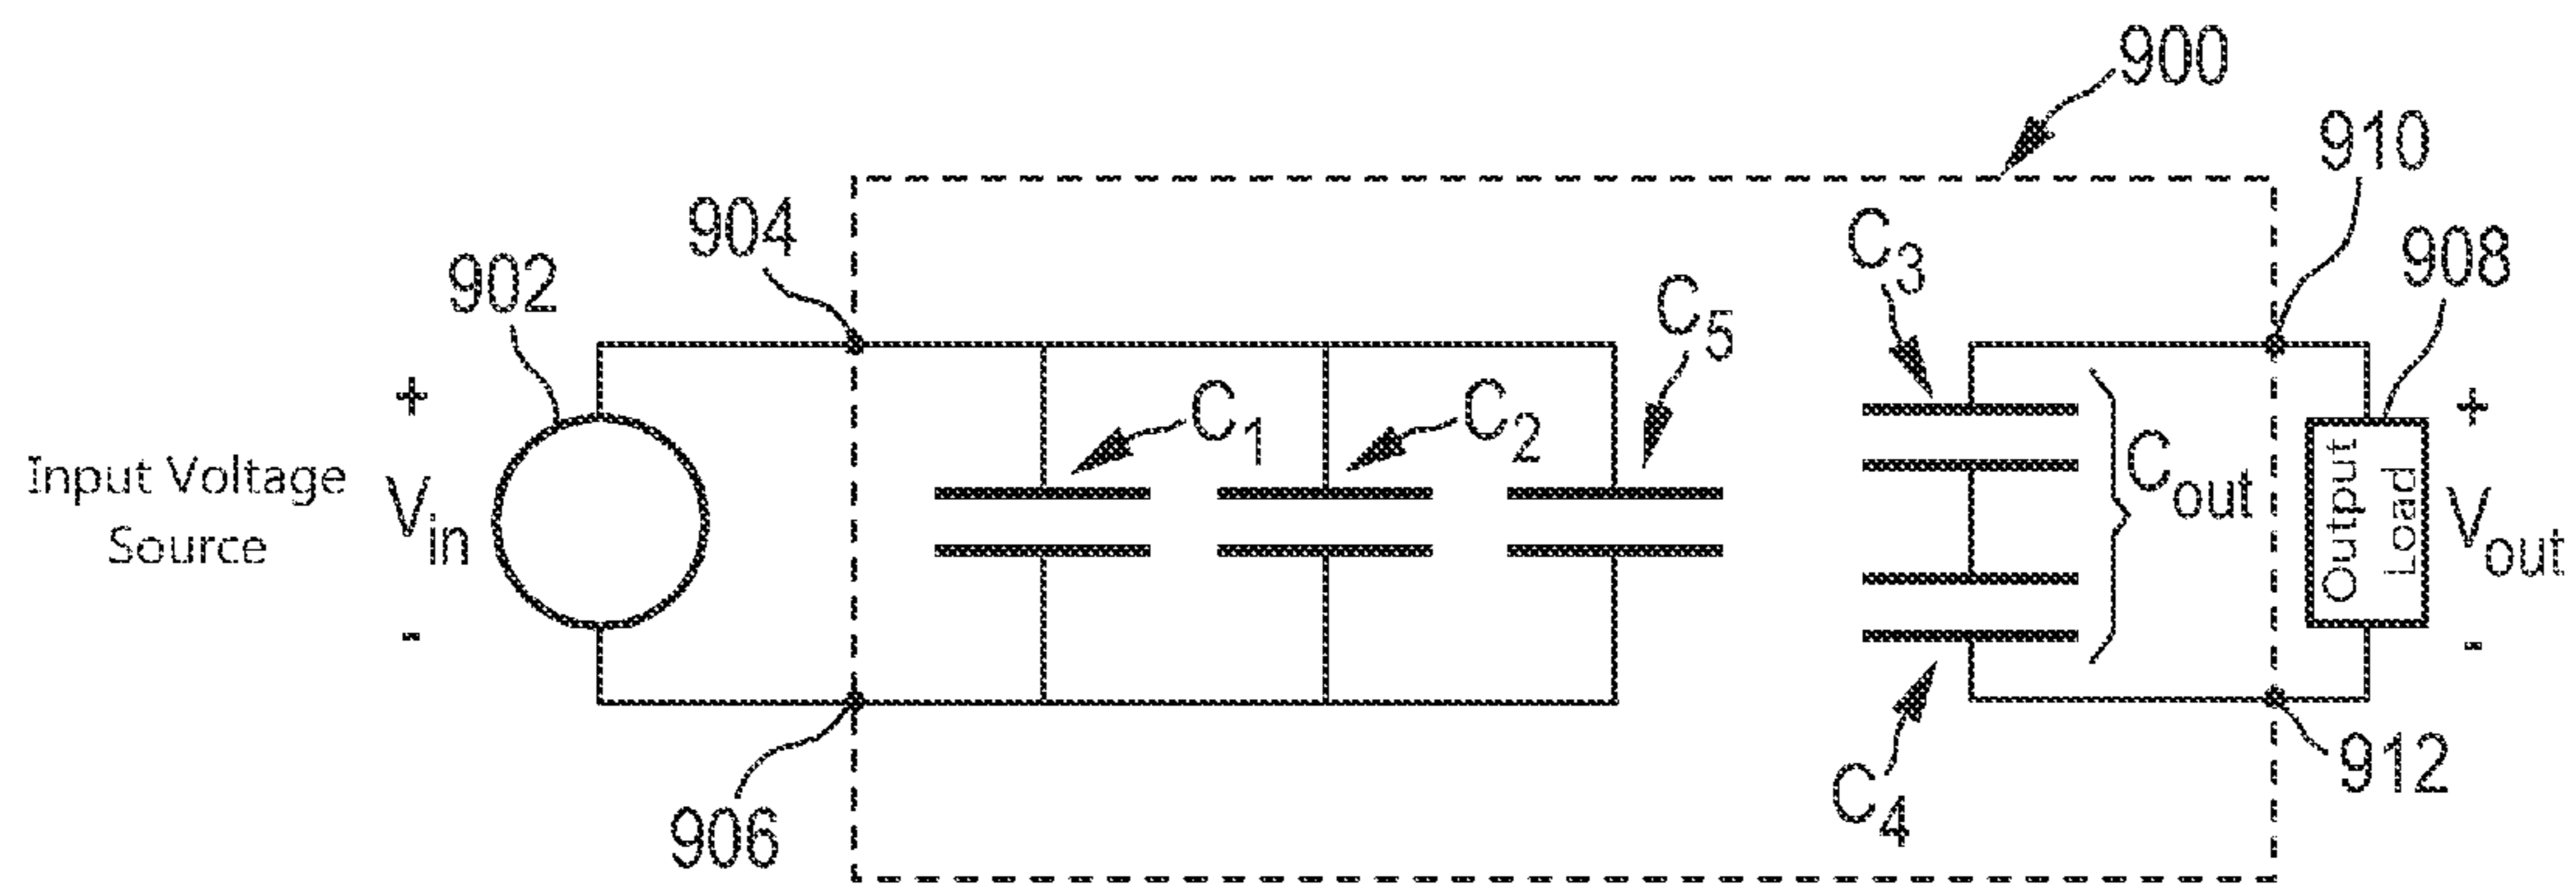 900
910
904
C3
908
902
C5
+
C1
C2
+
Input Voltage
Source
Vin
Cout
Output
Load
Vout
-
-
906
C4
912